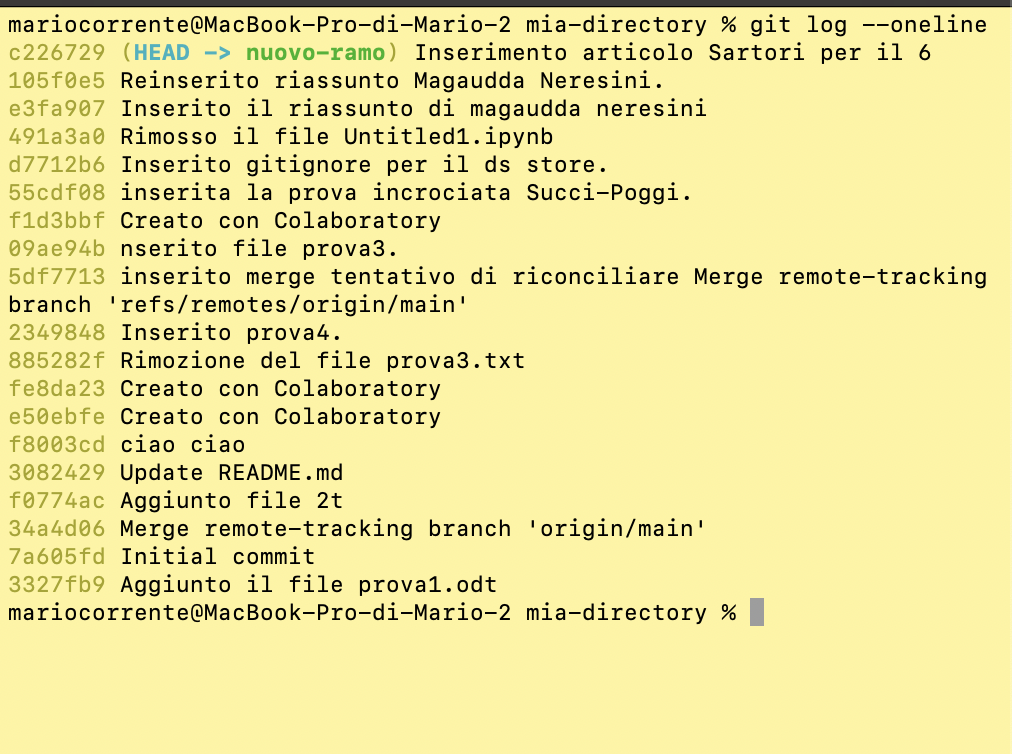 mariocorrente@MacBook-Pro-di-Mario-2 mia-directory % git log --oneline
c226729 (HEAD -> nuovo-ramo) Inserimento articolo Sartori per il 6
105f0e5 Reinserito riassunto Magaudda Neresini.
e3fa907 Inserito il riassunto di magaudda neresini
491a3a0 Rimosso il file Untitled1.ipynb
d7712b6 Inserito gitignore per il ds store.
55cdf08 inserita la prova incrociata Succi-Poggi.
f1d3bbf Creato con Colaboratory
09ae94b nserito file prova3.
5df7713 inserito merge tentativo di riconciliare Merge remote-tracking
branch 'refs/remotes/origin/main'
2349848 Inserito prova4.
885282f Rimozione del file prova3.txt
fe8da23 Creato con Colaboratory
e50ebfe Creato con Colaboratory
f8003cd ciao ciao
3082429 Update README.md
f0774ac Aggiunto file 2t
34a4d06 Merge remote-tracking branch 'origin/main'
7a605fd Initial commit
3327fb9 Aggiunto il file prova1.odt
mariocorrente@MacBook-Pro-di-Mario-2 mia-directory %